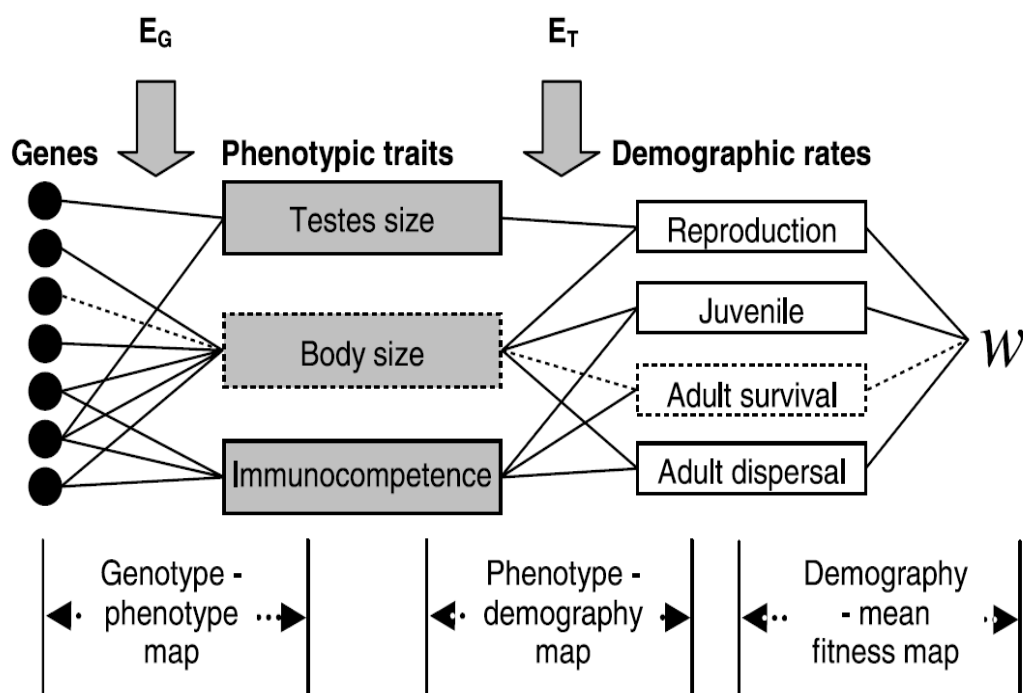 E_G
E_T
Genes
Phenotypic traits
Demographic rates
Testes size
Body size
Immunocompetence
Reproduction
Juvenile
Adult survival
Adult dispersal
W
Genotype -
phenotype
map
Phenotype -
demography
map
Demography
- mean
fitness map